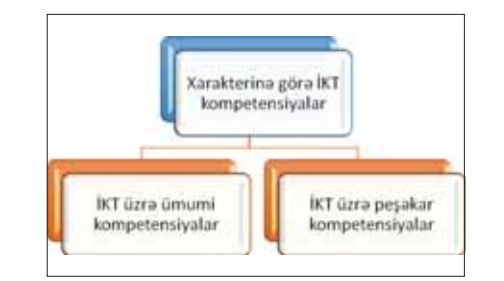 Xarakterinə görə İKT
kompetensiyalar
İKT üzrə ümumi
kompetensiyalar
İKT üzrə peşəkar
kompetensiyalar